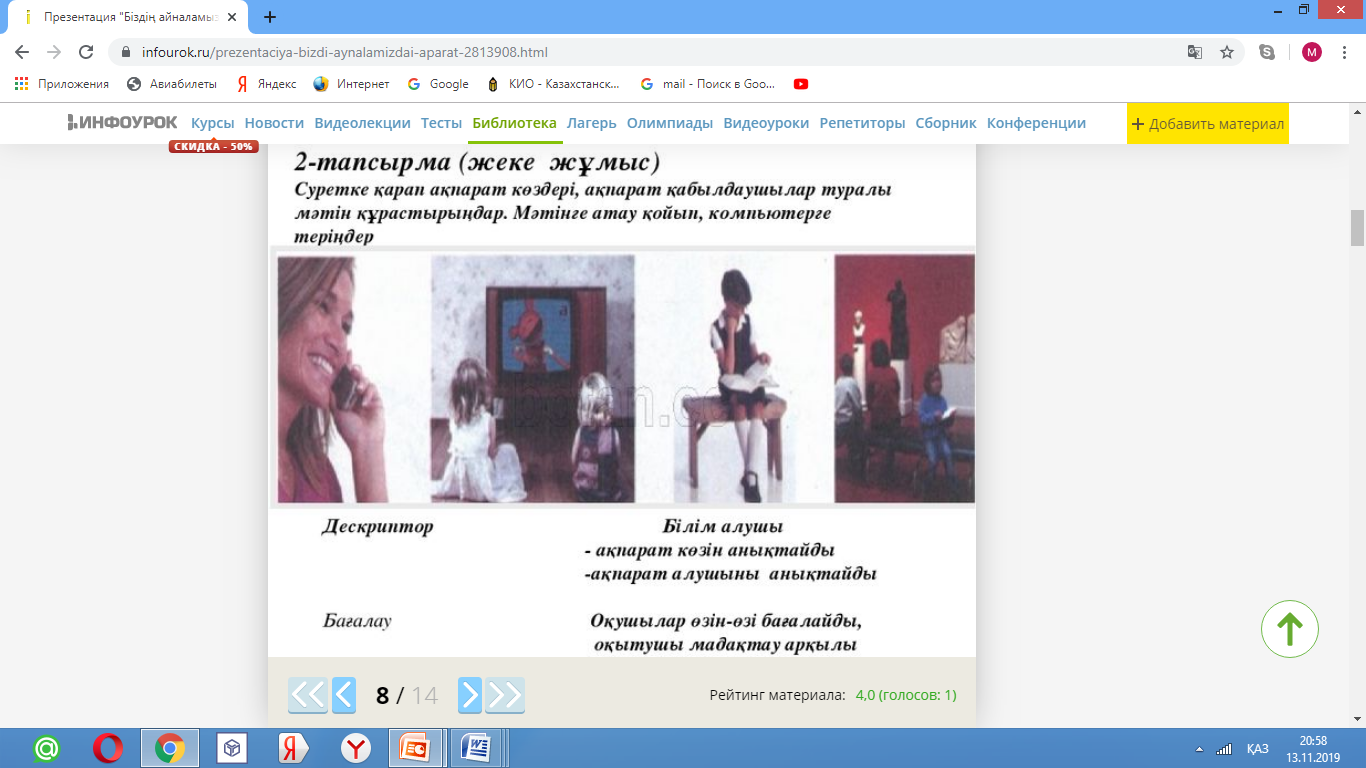 Презентация "Біздің айналамыз
infourok.ru/prezentaciya-bizdi-aynalamizdai-aparat-2813908.html
М
Приложения Авиабилеты Яндекс Интернет Google КИО - Казахстанск... mail - Поиск в Goo...
ИНФОУРОК Курсы Новости Видеолекции Тесты Библиотека Лагерь Олимпиады Видеоуроки Репетиторы Сборник Конференции + Добавить материал
СКИДКА - 50%
2-тапсырма (жеке жұмыс)
Суретке қарап ақпарат көздері, ақпарат қабылдаушылар туралы
мәтін құрастырыңдар. Мәтінге атау қойып, компьютерге
теріңдер
Дескриптор Білім алушы
- ақпарат көзін анықтайды
-ақпарат алушыны анықтайды
Бағалау Оқушылар өзін-өзі бағалайды,
оқытушы мадақтау арқылы
8 / 14 Рейтинг материала: 4,0 (голосов: 1)
ҚАЗ 20:58
13.11.2019